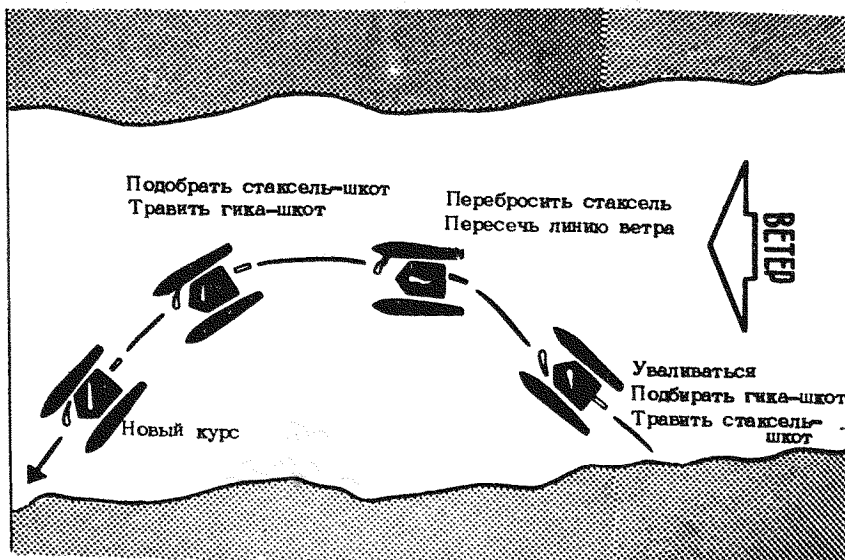 Подобрать стаксель-шкот
Травить гика-шкот
Перебросить стаксель
Пересечь линию ветра
ВЕТЕР
Уваливаться
Подбирать гика-шкот
Травить стаксель-
шкот
Новый курс